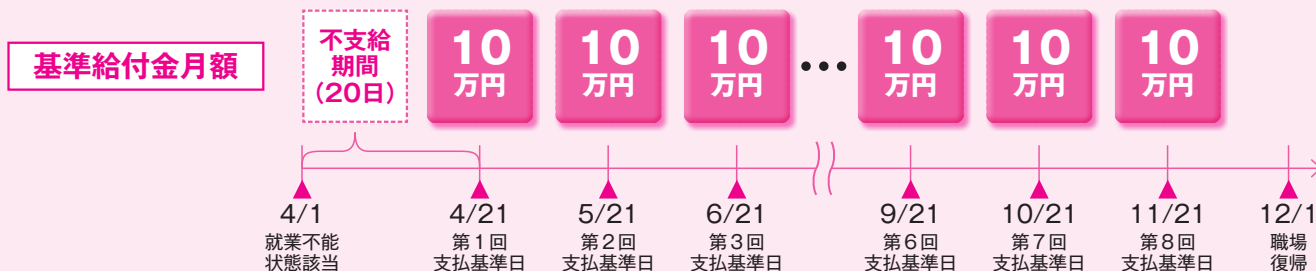 基準給付金月額
不支給
期間
（20日）
10
万円
10
万円
10
万円
•••
10
万円
10
万円
10
万円
4/1
就業不能
状態該当
4/21
第1回
支払基準日
5/21
第2回
支払基準日
6/21
第3回
支払基準日
9/21
第6回
支払基準日
10/21
第7回
支払基準日
11/21
第8回
支払基準日
12/1
職場
復帰